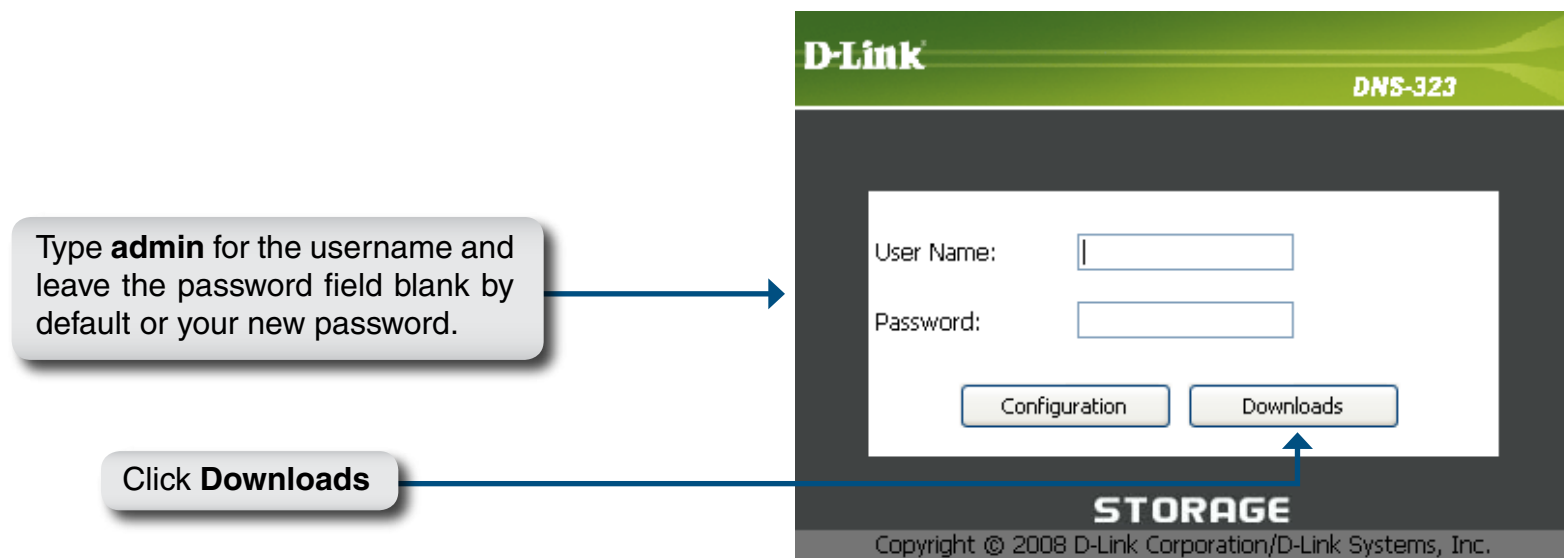 D-Link
DNS-323
Type admin for the username and
leave the password field blank by
default or your new password.
User Name:
Password:
Configuration Downloads
Click Downloads
STORAGE
Copyright © 2008 D-Link Corporation/D-Link Systems, Inc.